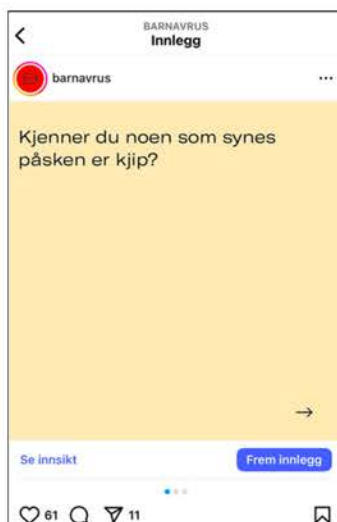 BARNAVRUS
Innlegg
barnavrus
Kjenner du noen som synes
påsken er kjip?
Se innsikt
Frem innlegg
61
11